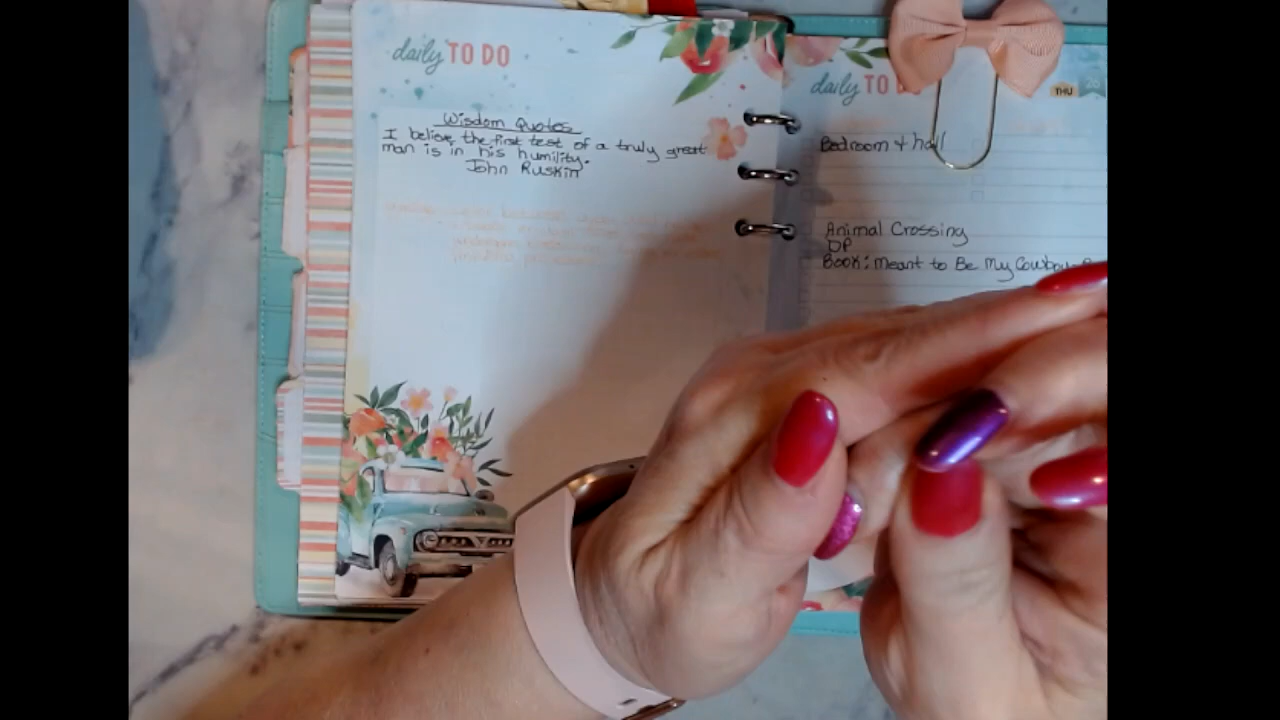 daily TO DO
Wisdom Quotes
I believe the first test of a truly great
man is in his humility.
John Ruskin
daily TO
THU
Bedroom + hall
Animal Crossing
DP
Book: Meant to Be My Cowboy